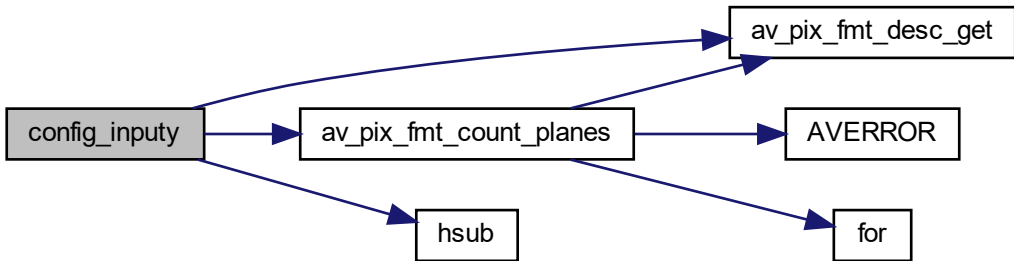 av_pix_fmt_desc_get
config_inputy
av_pix_fmt_count_planes
AVERROR
hsub
for